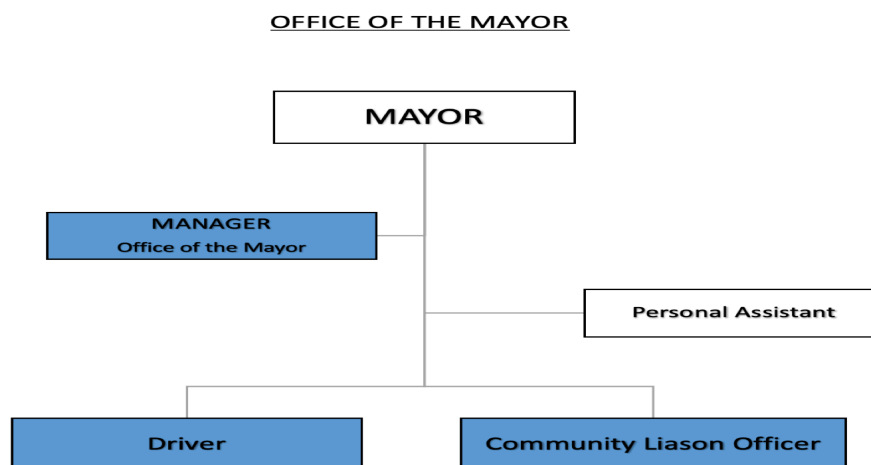 OFFICE OF THE MAYOR
MAYOR
MANAGER
Office of the Mayor
Personal Assistant
Driver
Community Liason Officer